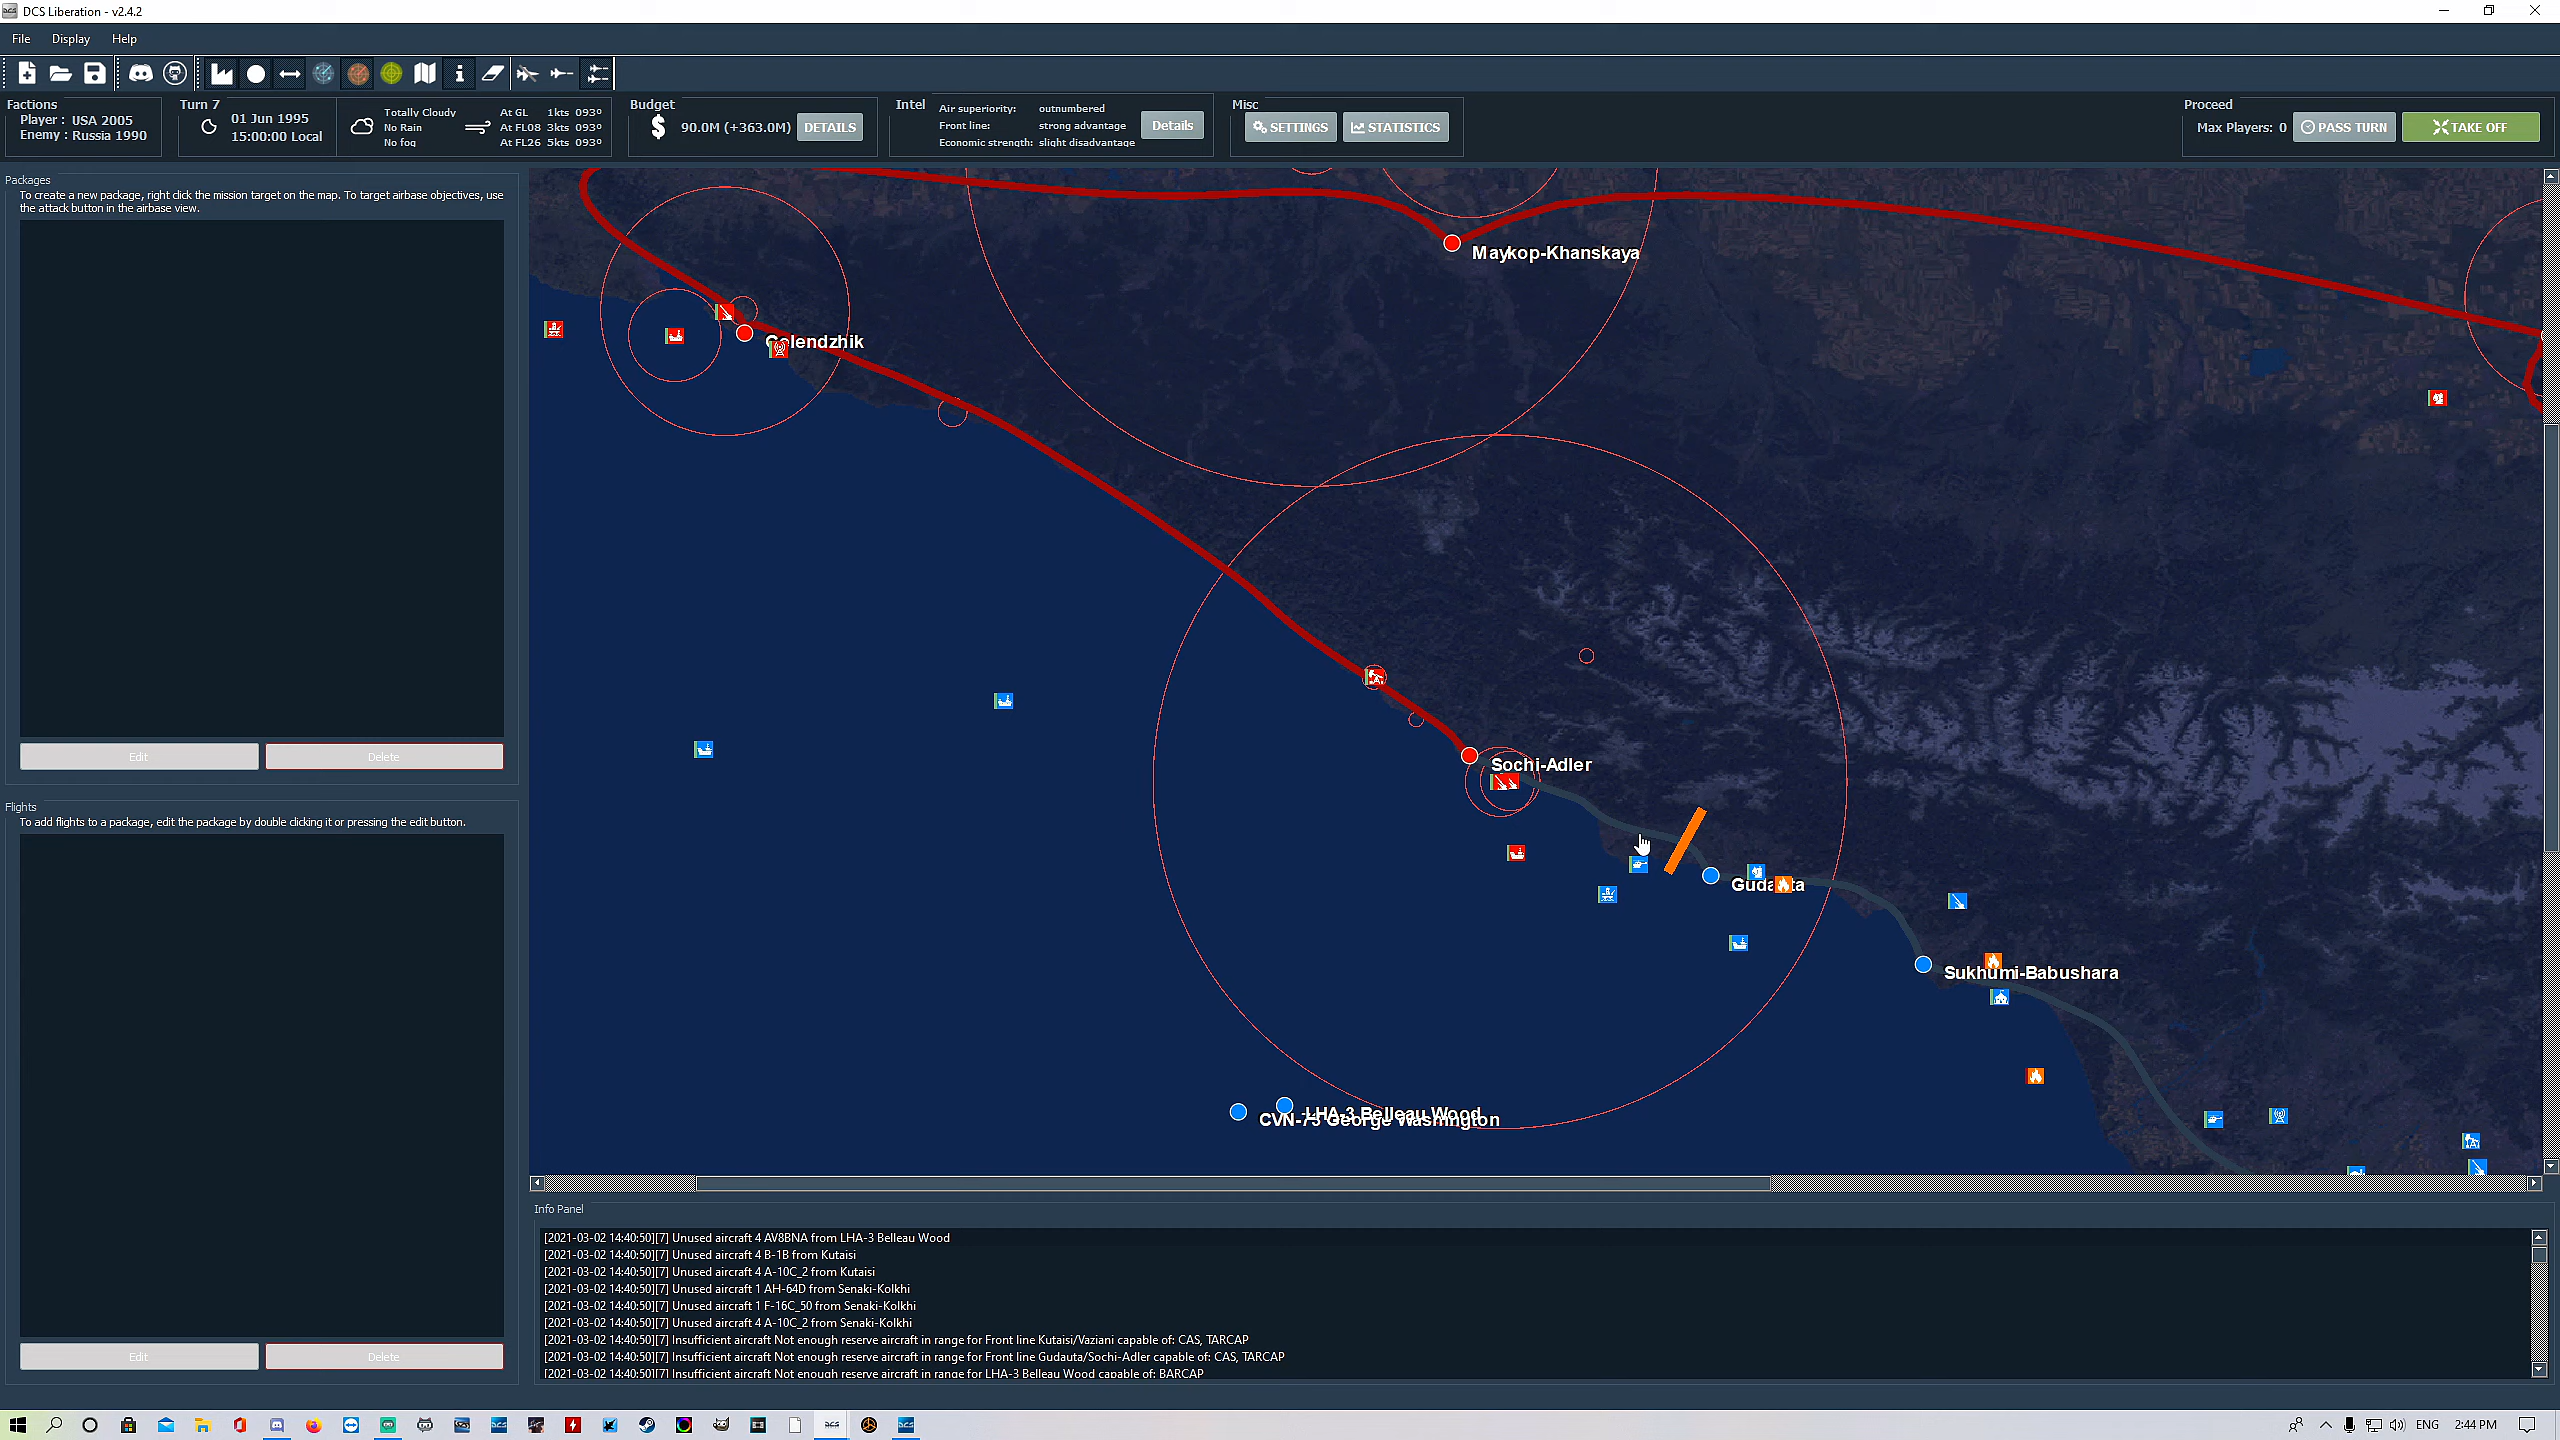 DCS Liberation - v2.4.2
File Display Help
Factions
Player : USA 2005
Enemy : Russia 1990
Turn 7
01 Jun 1995
15:00:00 Local
Totally Cloudy
No Rain
No fog
At GL 1kts 093º
At FL08 3kts 093º
At FL26 5kts 093º
Budget
90.0M (+363.0M)
DETAILS
Intel
Air superiority: outnumbered
Front line: strong advantage
Economic strength: slight disadvantage
Details
Misc
SETTINGS
STATISTICS
Proceed
Max Players: 0
PASS TURN
TAKE OFF
Packages
To create a new package, right click the mission target on the map. To target airbase objectives, use
the attack button in the airbase view.
Edit
Delete
Flights
To add flights to a package, edit the package by double clicking it or pressing the edit button.
Edit
Delete
Maykop-Khanskaya
Gelendzhik
Sochi-Adler
Gudauta
Sukhumi-Babushara
LHA-3 Belleau Wood
CVN-73 George Washington
Info Panel
[2021-03-02 14:40:50][7] Unused aircraft 4 AV8BNA from LHA-3 Belleau Wood
[2021-03-02 14:40:50][7] Unused aircraft 4 B-1B from Kutaisi
[2021-03-02 14:40:50][7] Unused aircraft 4 A-10C_2 from Kutaisi
[2021-03-02 14:40:50][7] Unused aircraft 1 AH-64D from Senaki-Kolkhi
[2021-03-02 14:40:50][7] Unused aircraft 1 F-16C_50 from Senaki-Kolkhi
[2021-03-02 14:40:50][7] Unused aircraft 4 A-10C_2 from Senaki-Kolkhi
[2021-03-02 14:40:50][7] Insufficient aircraft Not enough reserve aircraft in range for Front line Kutaisi/Vaziani capable of: CAS, TARCAP
[2021-03-02 14:40:50][7] Insufficient aircraft Not enough reserve aircraft in range for Front line Gudauta/Sochi-Adler capable of: CAS, TARCAP
[2021-03-02 14:40:50][7] Insufficient aircraft Not enough reserve aircraft in range for LHA-3 Belleau Wood capable of: BARCAP
ENG
2:44 PM